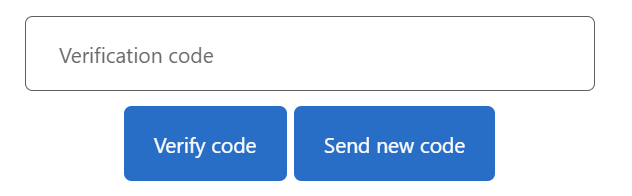 Verification code
Verify code
Send new code